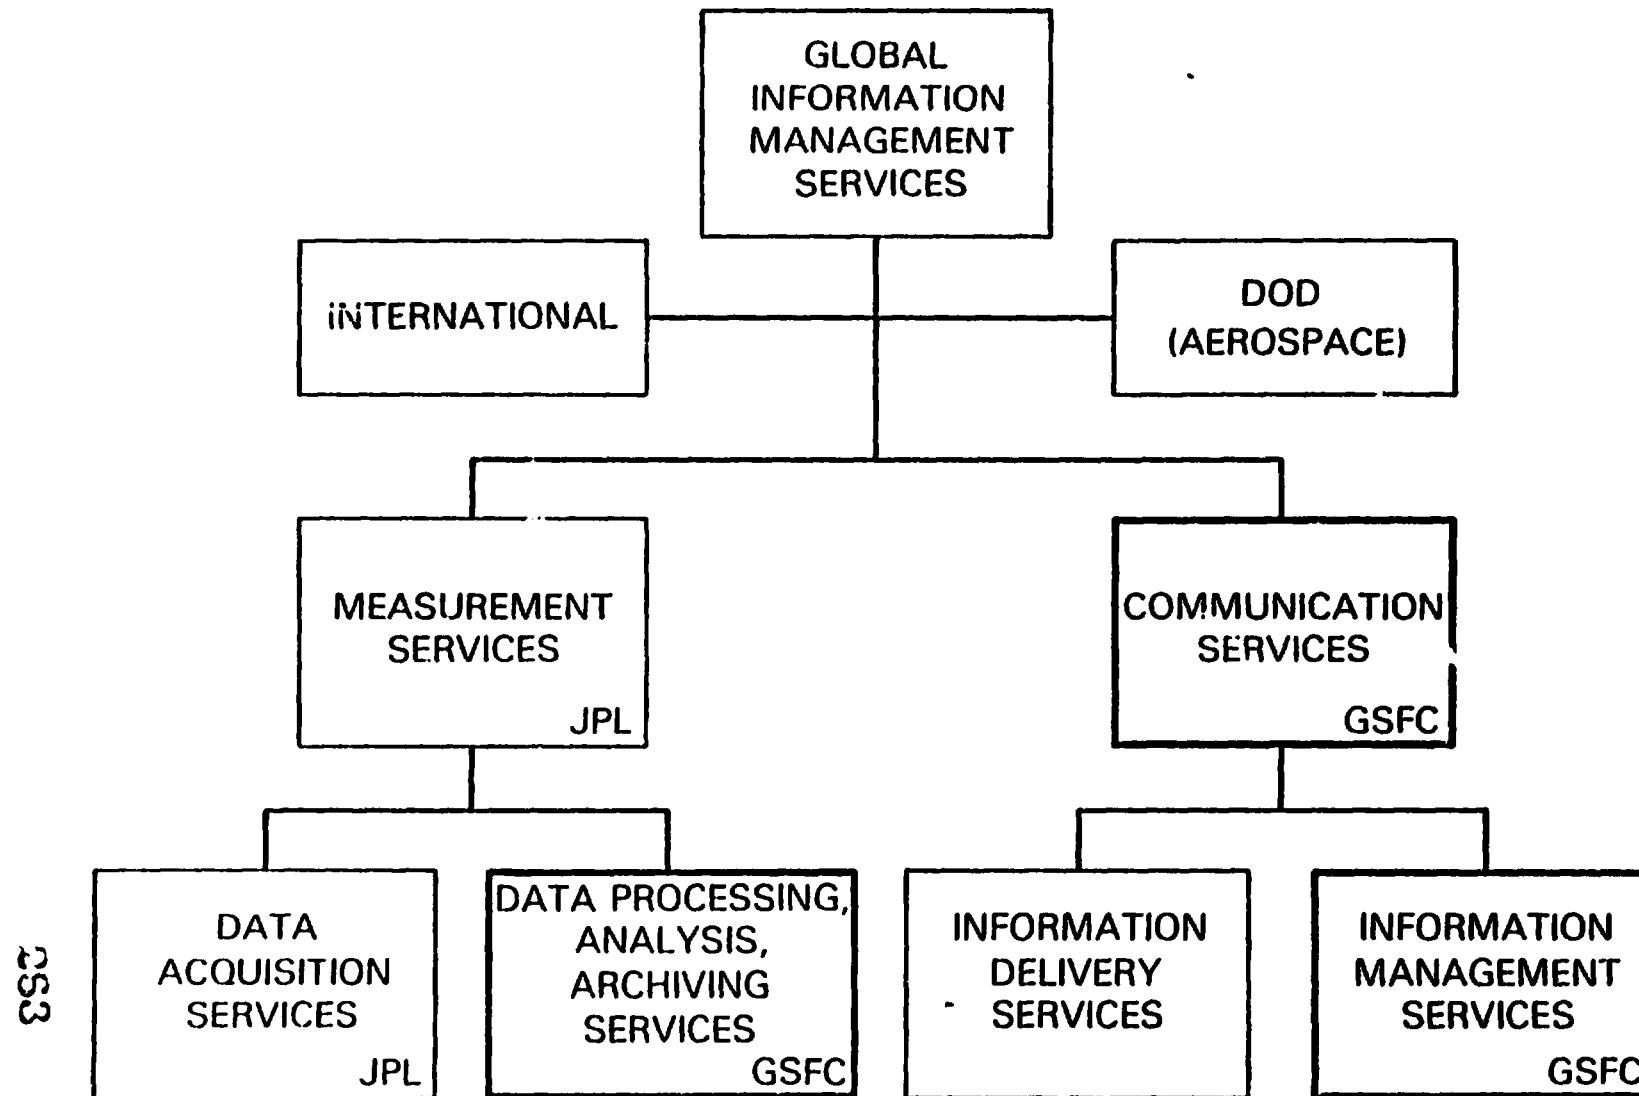 GLOBAL
INFORMATION
MANAGEMENT
SERVICES
INTERNATIONAL
DOD
(AEROSPACE)
MEASUREMENT
SERVICES
JPL
COMMUNICATION
SERVICES
GSFC
DATA
ACQUISITION
SERVICES
JPL
DATA PROCESSING,
ANALYSIS,
ARCHIVING
SERVICES
GSFC
INFORMATION
DELIVERY
SERVICES
INFORMATION
MANAGEMENT
SERVICES
GSFC